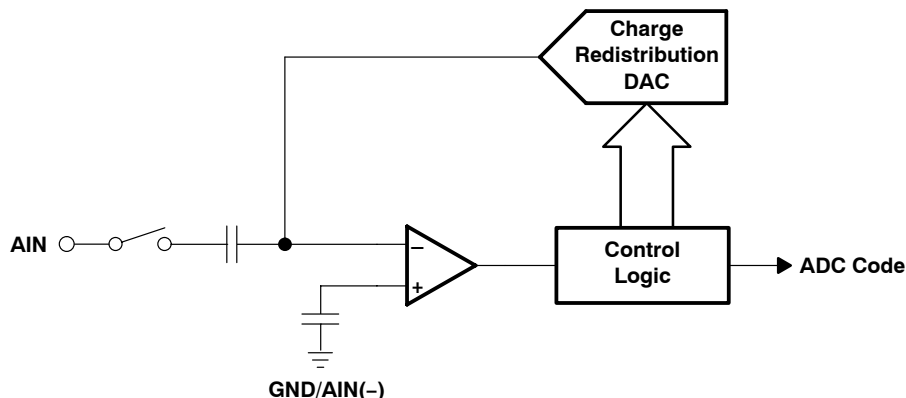 Charge
Redistribution
DAC
AIN
−
+
Control
Logic
ADC Code
GND/AIN(−)